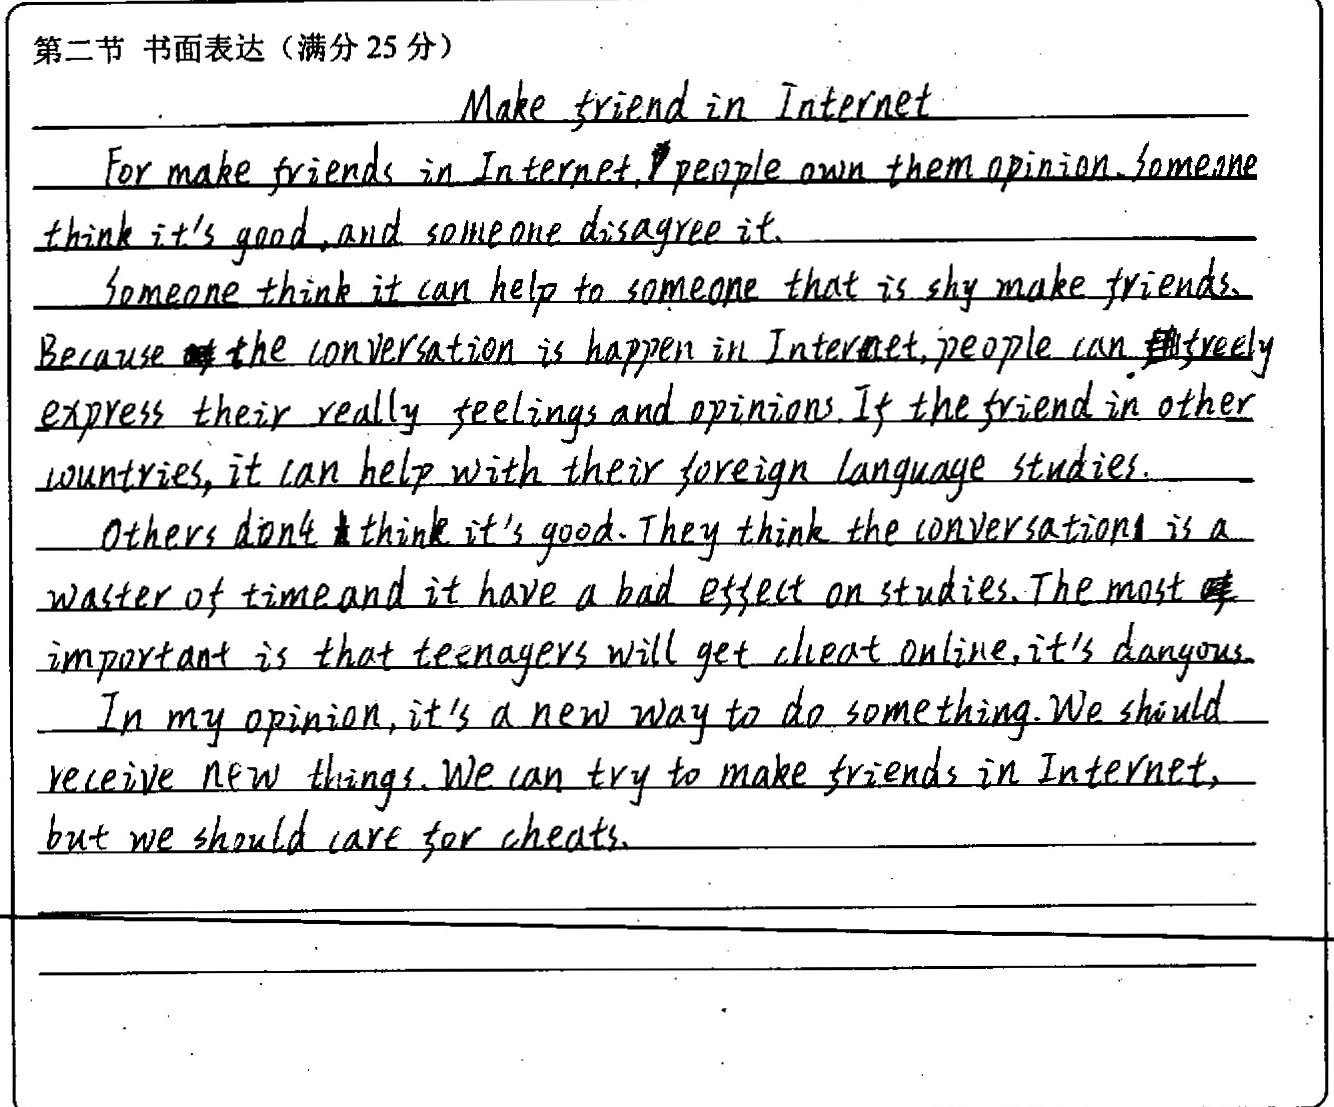 第二节 书面表达（满分 25 分）
Make friend in Internet
For make friends in Internet, people own them opinion. Someone
think it's good, and someone disagree it.
Someone think it can help to someone that is shy make friends.
Because the conversation is happen in Internet, people can freely
express their really feelings and opinions. If the friend in other
countries, it can help with their foreign language studies.
Others don't think it's good. They think the conversation is a
waster of time and it have a bad effect on studies. The most
important is that teenagers will get cheat online, it's dangous.
In my opinion, it's a new way to do something. We should
receive new things. We can try to make friends in Internet,
but we should care for cheats.